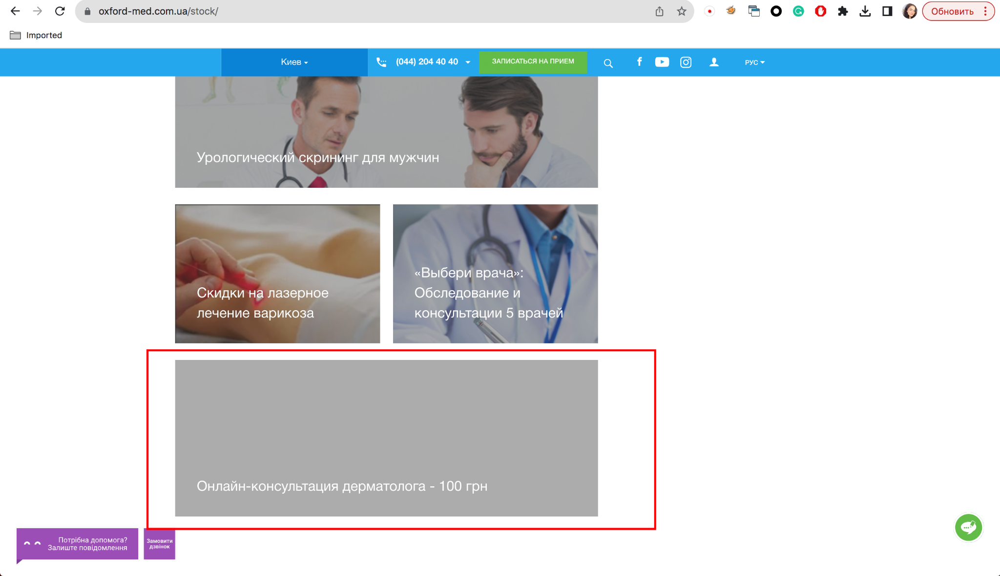 oxford-med.com.ua/stock/
Обновить
Imported
Киев
(044) 204 40 40
ЗАПИСАТЬСЯ НА ПРИЕМ
РУС
Урологический скрининг для мужчин
Скидки на лазерное
лечение варикоза
«Выбери врача»:
Обследование и
консультации 5 врачей
Онлайн-консультация дерматолога - 100 грн
Потрібна допомога?
Залиште повідомлення
Замовити
дзвінок